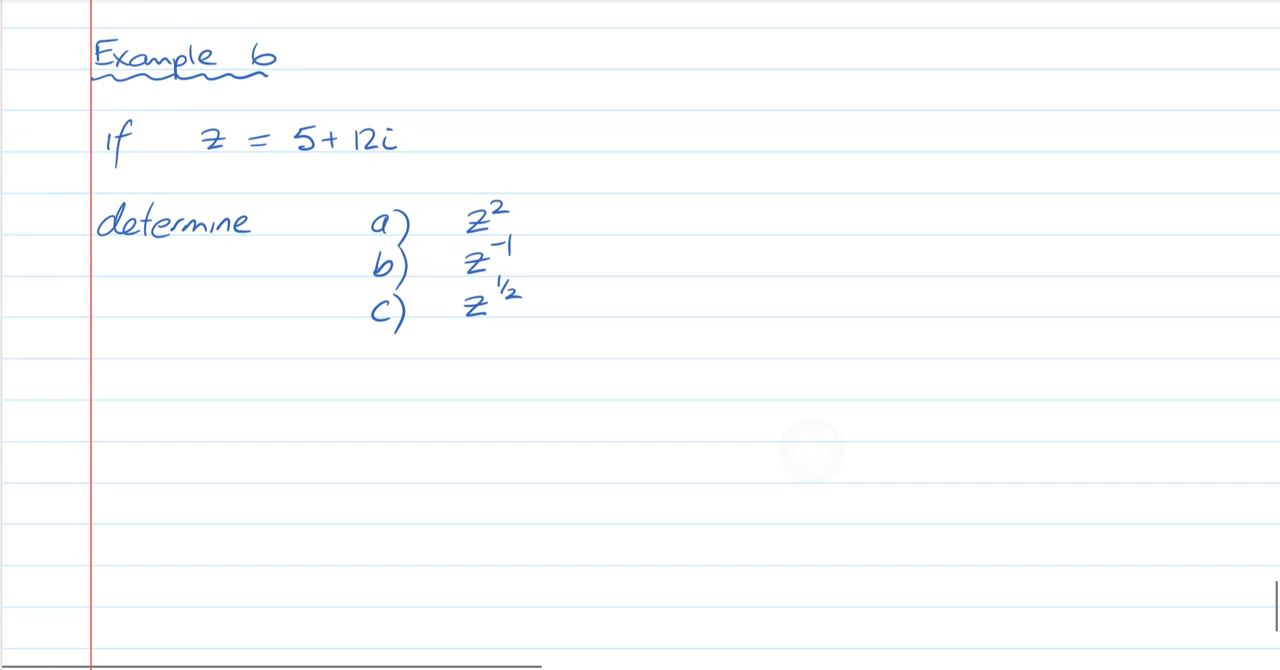 Example 6
If z = 5 + 12i
determine a) z²
b) z⁻¹
c) z^1/2